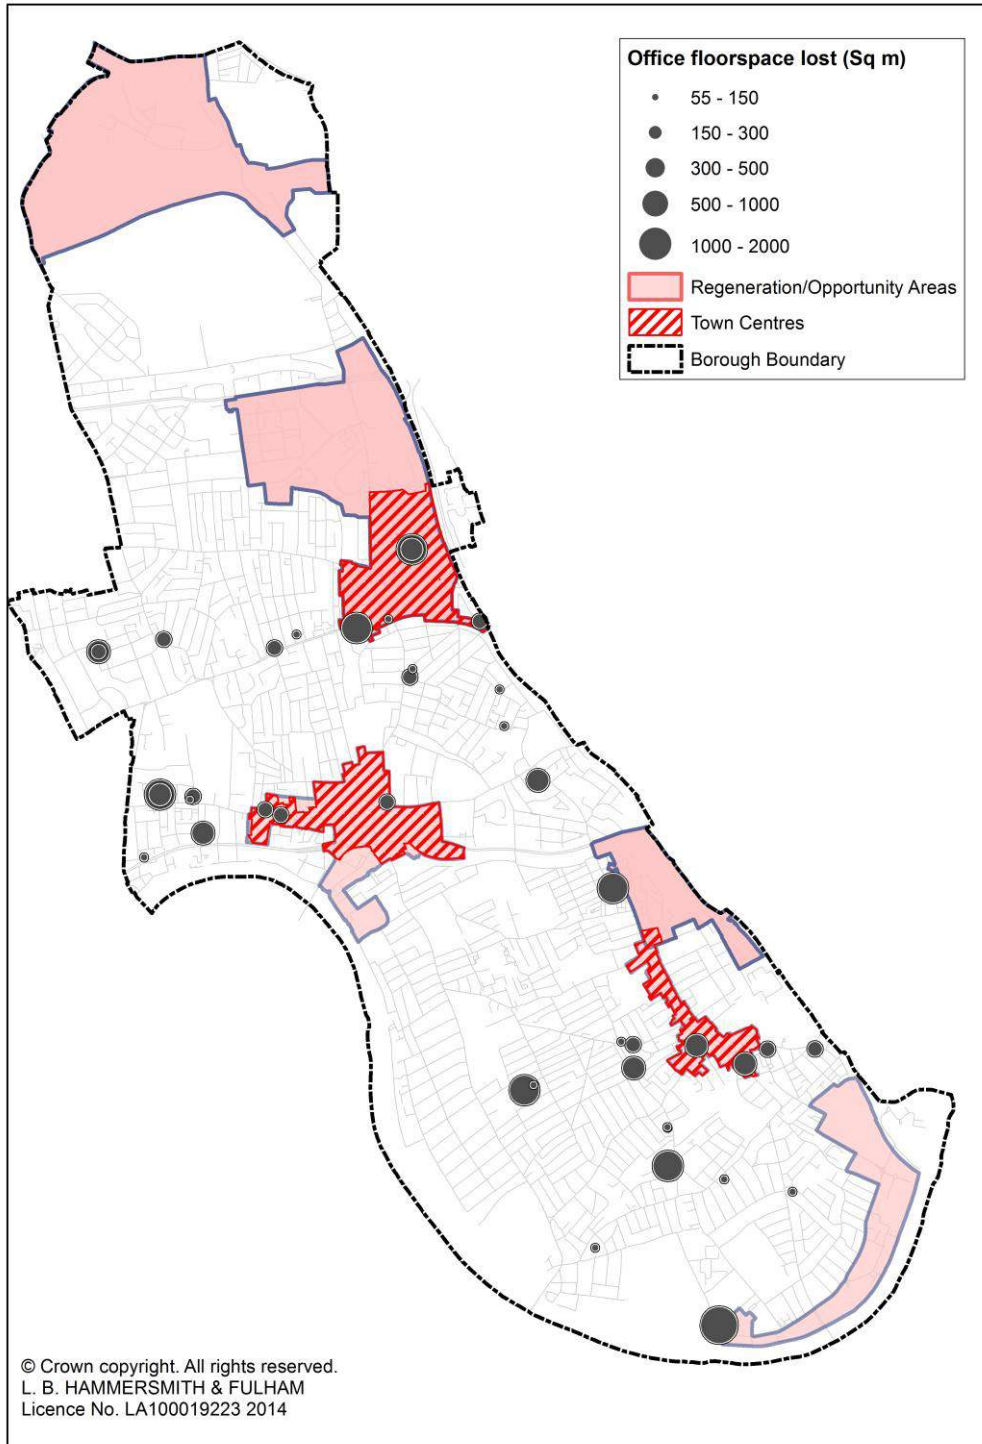 Office floorspace lost (Sq m)
55 - 150
150 - 300
300 - 500
500 - 1000
1000 - 2000
Regeneration/Opportunity Areas
Town Centres
Borough Boundary
© Crown copyright. All rights reserved.
L. B. HAMMERSMITH & FULHAM
Licence No. LA100019223 2014